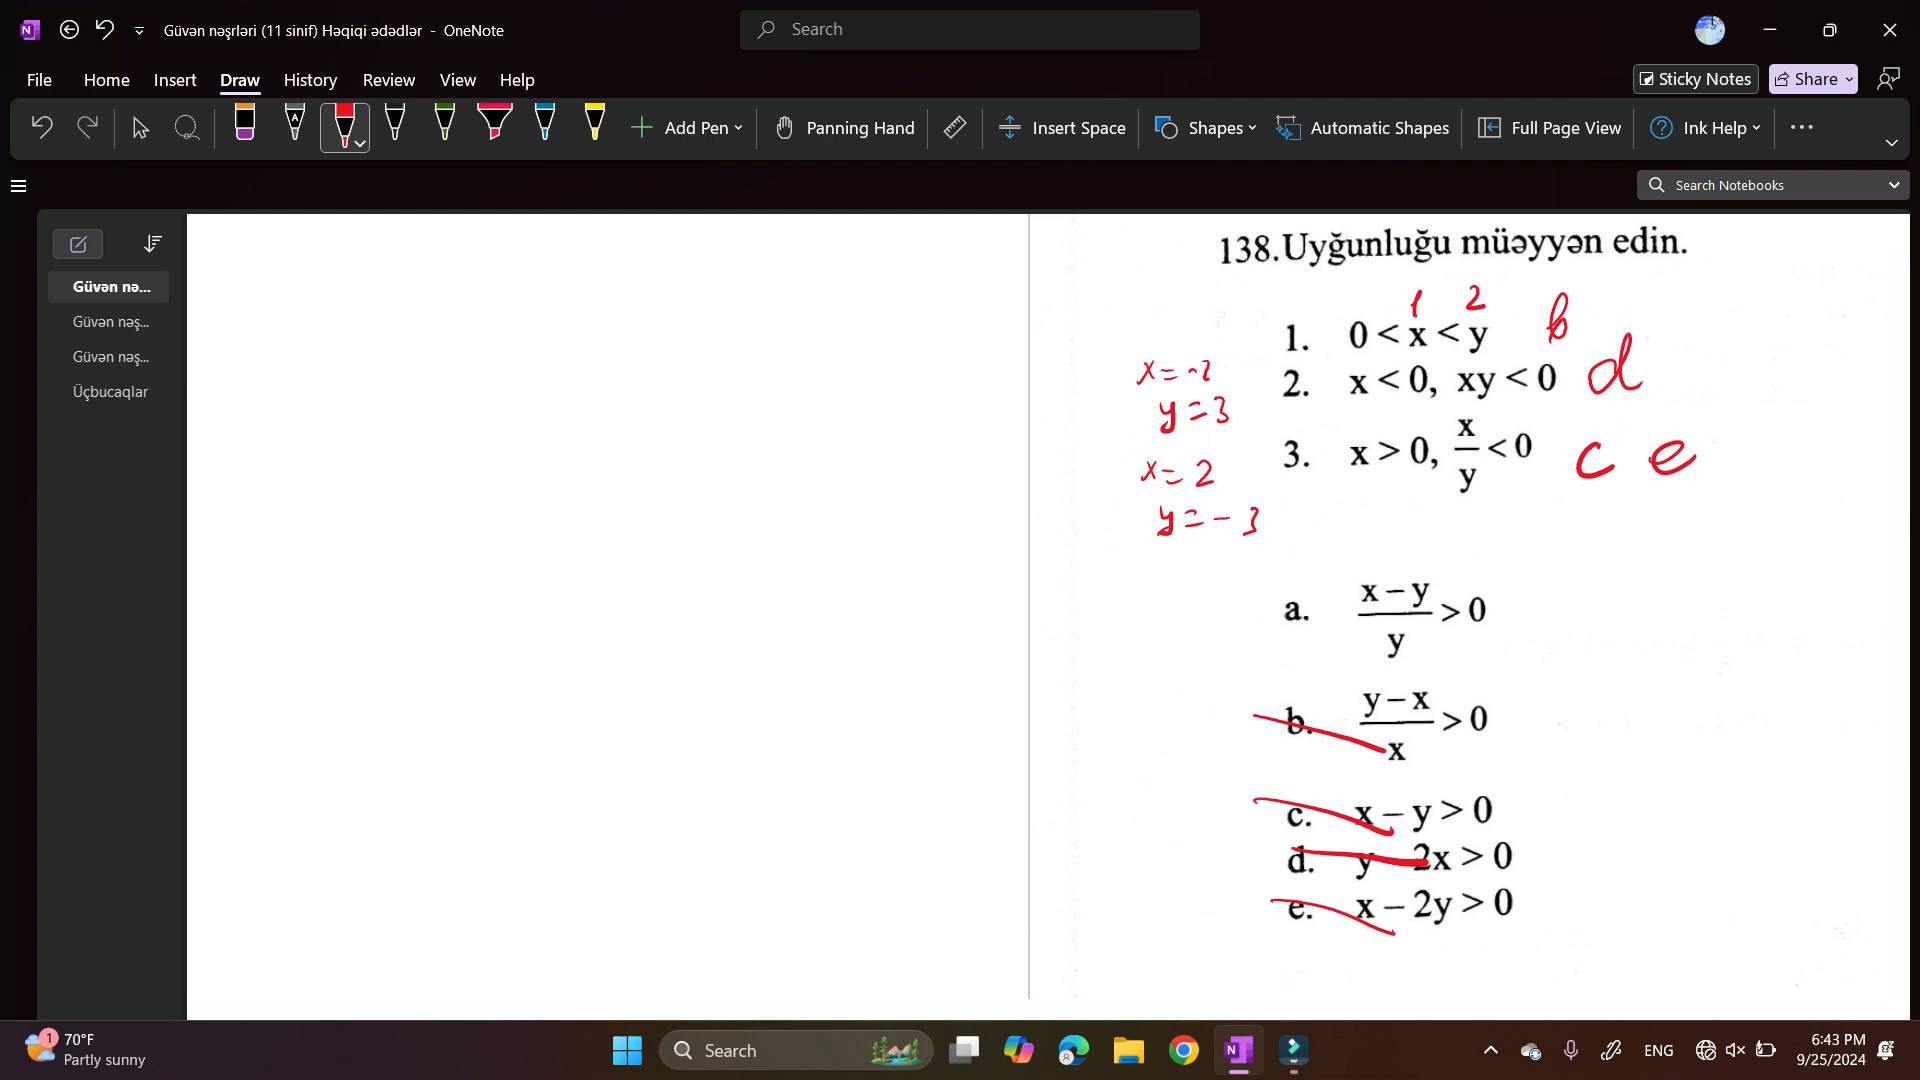 Güvən nəşrləri (11 sinif) Həqiqi ədədlər - OneNote
Search
File Home Insert Draw History Review View Help
Sticky Notes Share
Add Pen Panning Hand Insert Space Shapes Automatic Shapes Full Page View Ink Help
Search Notebooks
Güvən nə...
Güvən nəş...
Güvən nəş...
Üçbucaqlar
138. Uyğunluğu müəyyən edin.
1 2
1. 0 < x < y b
2. x < 0, xy < 0 d
3. x > 0, x/y < 0 c e
x = -2
y = 3
x = 2
y = - 3
a. (x - y)/y > 0
b. (y - x)/x > 0
c. x - y > 0
d. y - 2x > 0
e. x - 2y > 0
1
70°F
Partly sunny
Search
ENG
6:43 PM
9/25/2024